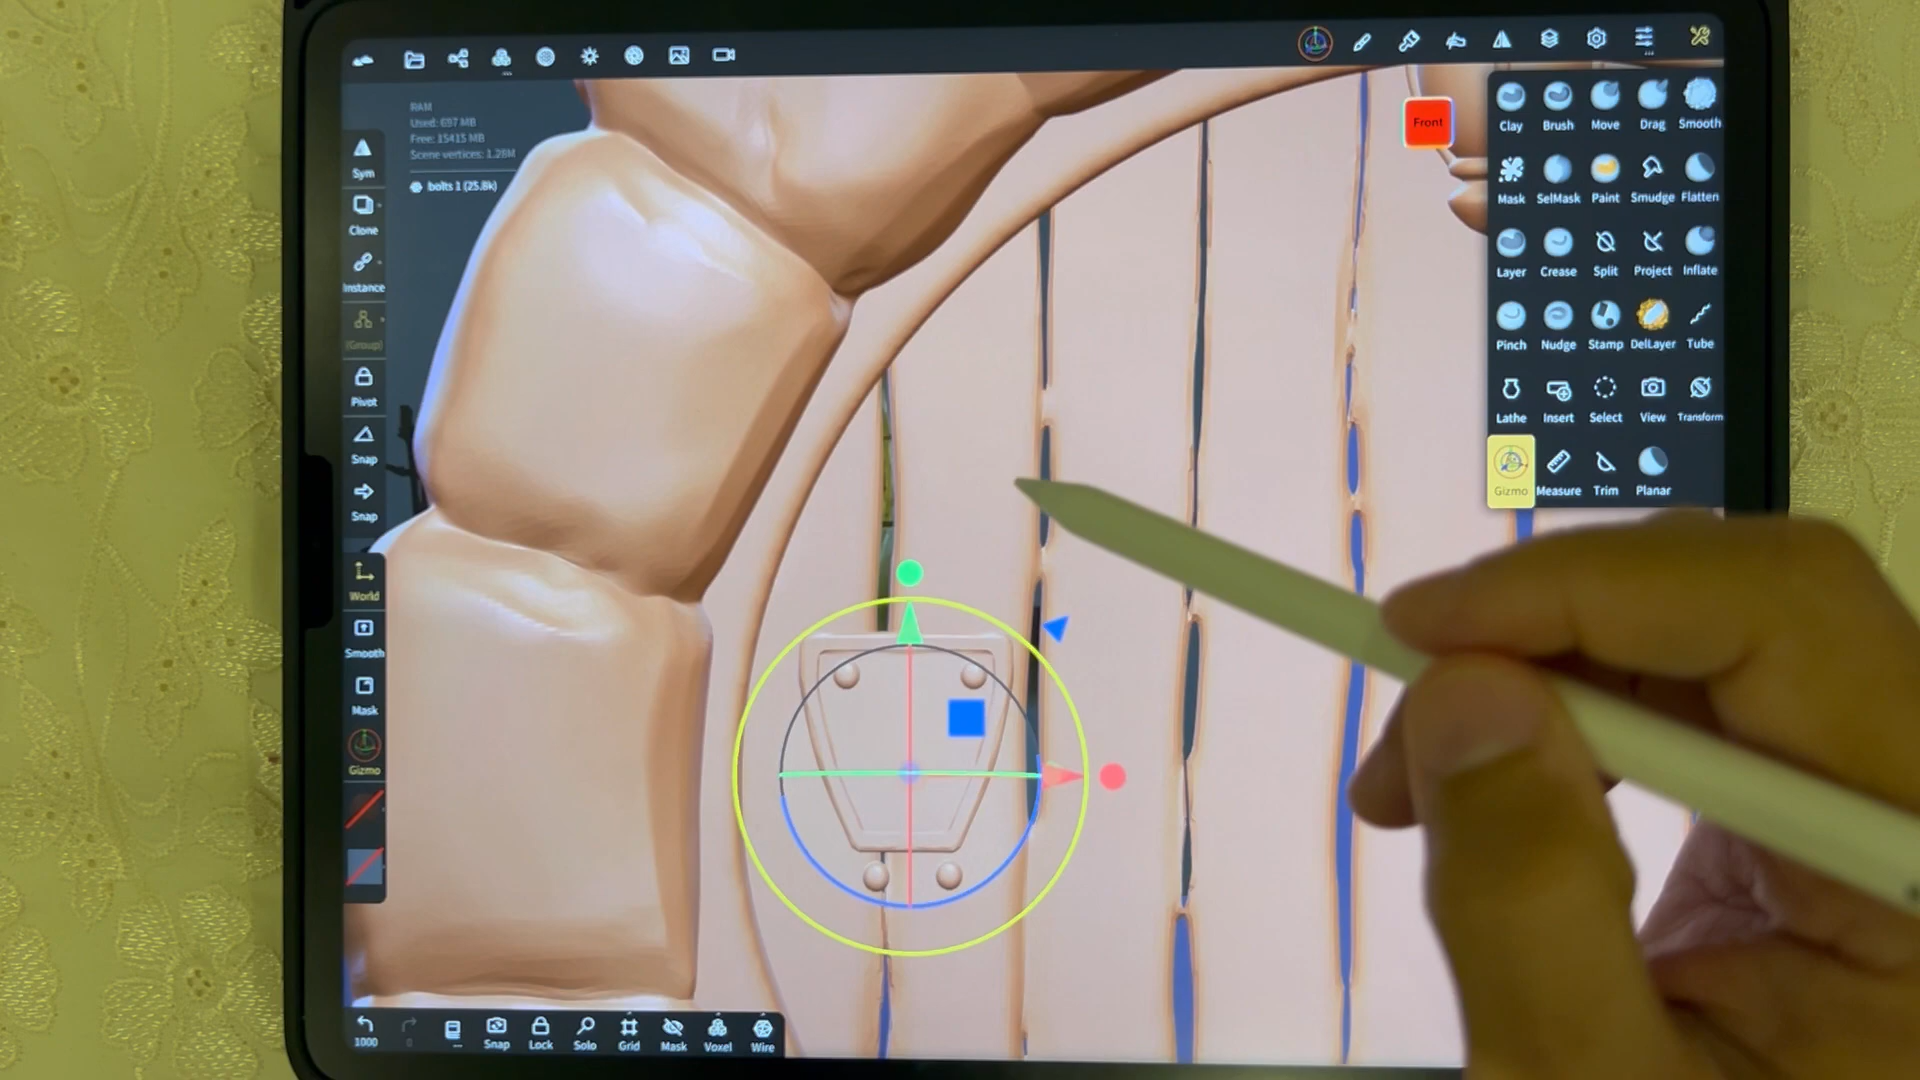 RAM
Used: 697 MB
Free: 15415 MB
Scene vertices: 1.28M
bolts 1 (25.8k)
Front
Sym
Clone
Instance
(Group)
Pivot
Snap
Snap
World
Smooth
Mask
Gizmo
Clay Brush Move Drag Smooth
Mask SelMask Paint Smudge Flatten
Layer Crease Split Project Inflate
Pinch Nudge Stamp DelLayer Tube
Lathe Insert Select View Transform
Gizmo Measure Trim Planar
1000 0 Snap Lock Solo Grid Mask Voxel Wire